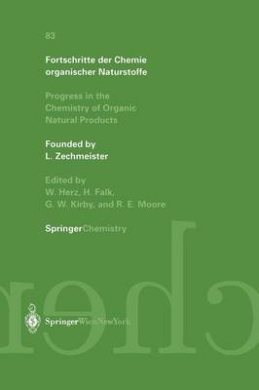 83
Fortschritte der Chemie
organischer Naturstoffe
Progress in the
Chemistry of Organic
Natural Products
Founded by
L. Zechmeister
Edited by
W. Herz, H. Falk,
G. W. Kirby, and R. E. Moore
SpringerChemistry
SpringerWienNewYork